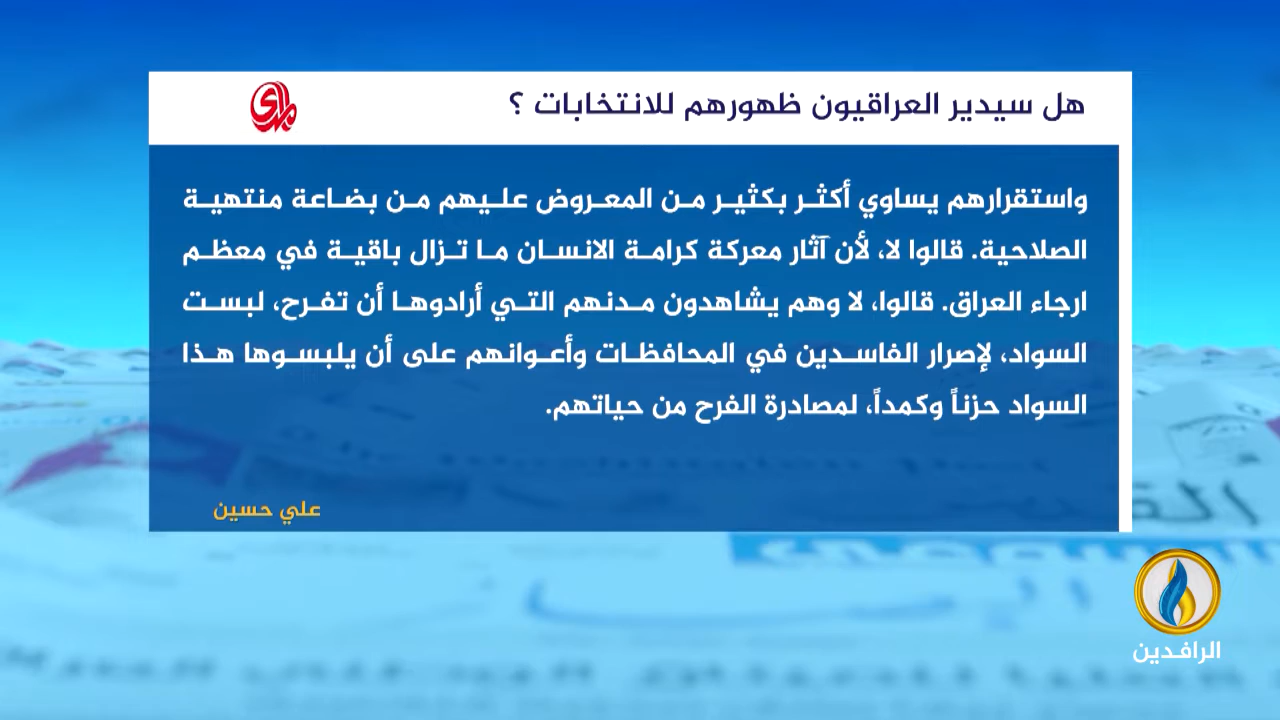 هل سيدير العراقيون ظهورهم للانتخابات ؟
المدى
واستقرارهم يساوي أكثر بكثير من المعروض عليهم من بضاعة منتهية
الصلاحية. قالوا لا، لأن آثار معركة كرامة الانسان ما تزال باقية في معظم
ارجاء العراق. قالوا، لا وهم يشاهدون مدنهم التي أرادوها أن تفرح، لبست
السواد، لإصرار الفاسدين في المحافظات وأعوانهم على أن يلبسوها هذا
السواد حزناً وكمداً، لمصادرة الفرح من حياتهم.
علي حسين
الرافدين